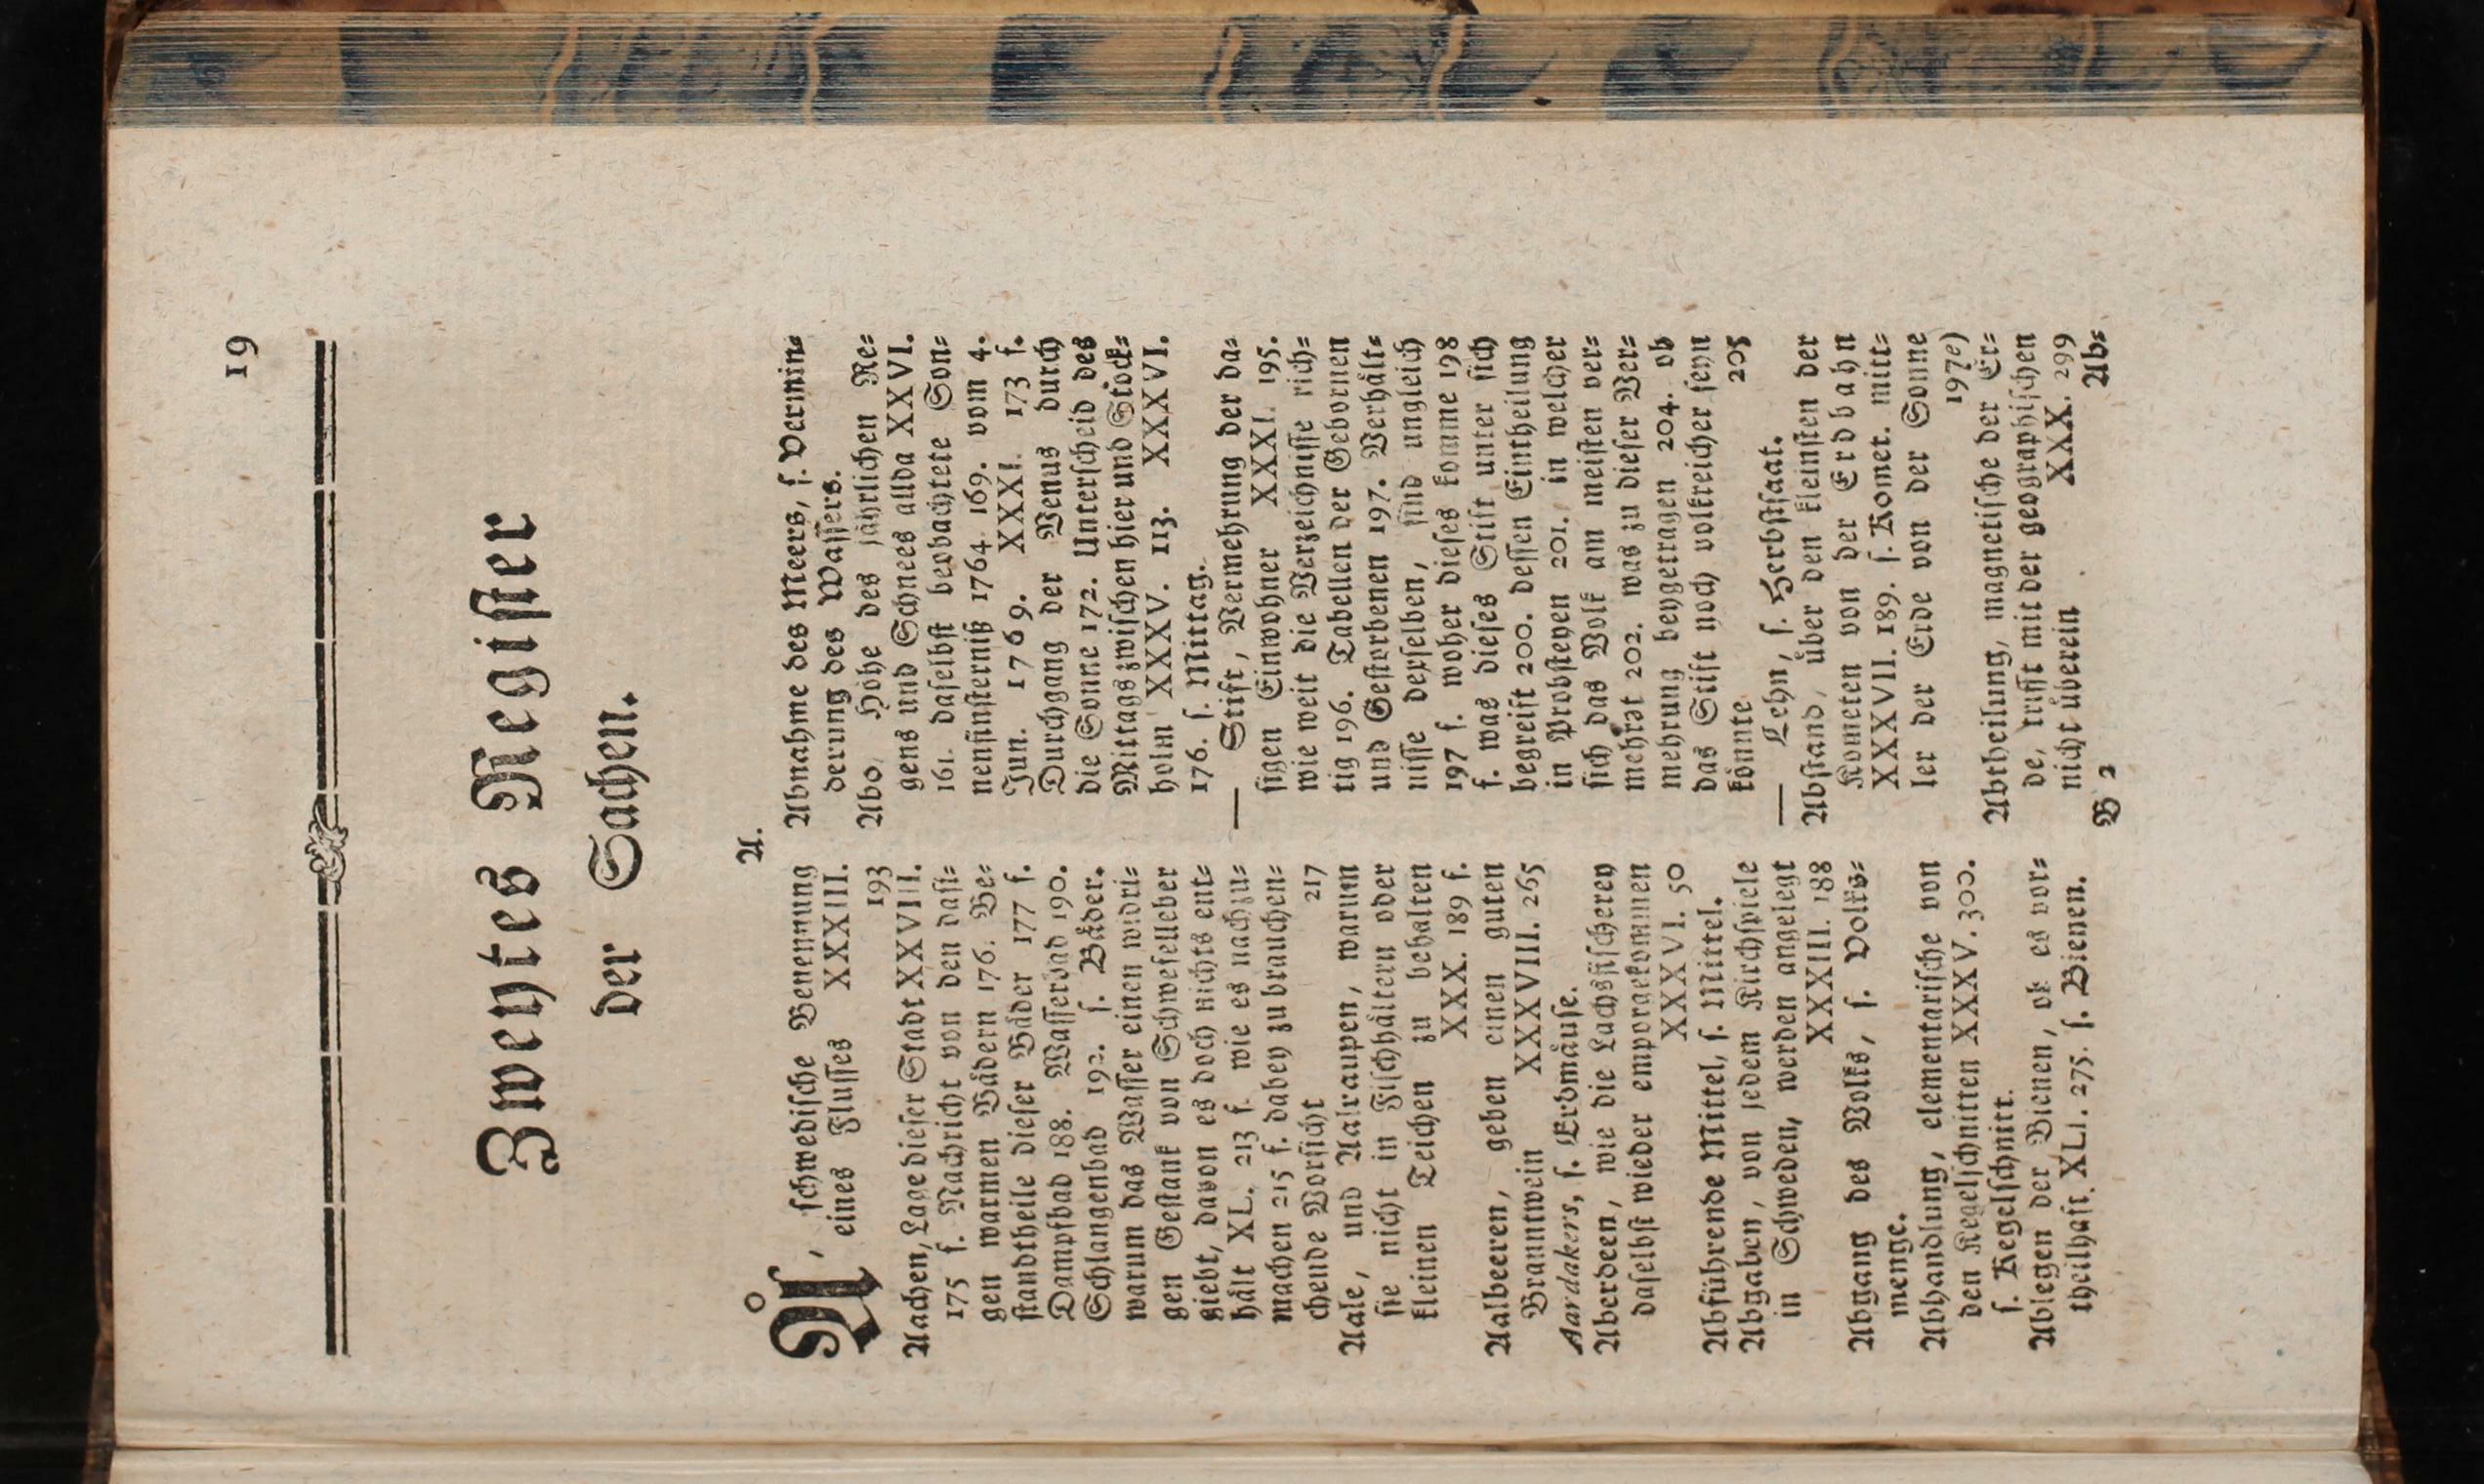 19
Zweytes Register
der Sachen.
A.
Å, schwedische Benennung
eines Flusses XXXIII.
193
Aachen, Lage dieser Stadt XXVIII.
175 f. Nachricht von den dasi⸗
gen warmen Bådern 176. Be⸗
standtheile dieser Båder 177 f.
Dampfbad 188. Wasserbad 190.
Schlangenbad 192. s. Båder.
warum das Wasser einen widri⸗
gen Gestank von Schwefelleber
giebt, davon es doch nichts ent⸗
hålt XL. 213 f. wie es nachzu⸗
machen 215 f. dabey zu brauchen⸗
chende Vorsicht 217
Aale, und Aalraupen, warum
sie nicht in Fischhåltern oder
kleinen Teichen zu behalten
XXX. 189 f.
Aalbeeren, geben einen guten
Branntwein XXXVIII. 265
Aardakers, s. Erdmåuse.
Aberdeen, wie die Lachsfischerey
daselbst wieder emporgekommen
XXXVI. 50
Abführende Mittel, s. Mittel.
Abgaben, von jedem Kirchspiele
in Schweden, werden angelegt
XXXIII. 188
Abgang des Volks, s. Volks⸗
menge.
Abhandlung, elementarische von
den Kegelschnitten XXXV. 300.
s. Kegelschnitt.
Ablegen der Bienen, ob es vor⸗
theilhaft XLI. 275. s. Bienen.
Abnahme des Meers, s. Vermin⸗
derung des Wassers.
Abo, Höhe des jåhrlichen Re⸗
gens und Schnees allda XXVI.
161. daselbst beobachtete Son⸗
nenfinsterniß 1764. 169. vom 4.
Jun. 1769. XXXI. 173 f.
Durchgang der Venus durch
die Sonne 172. Unterscheid des
Mittags zwischen hier und Stock⸗
holm XXXV. 113. XXXVI.
176. s. Mittag.
— Stift, Vermehrung der da⸗
sigen Einwohner XXXI. 195.
wie weit die Verzeichnisse rich⸗
tig 196. Tabellen der Gebornen
und Gestorbenen 197. Verhålt⸗
nisse derselben, sind ungleich
197 f. woher dieses komme 198
f. was dieses Stift unter sich
begreift 200. dessen Eintheilung
in Probsteyen 201. in welcher
sich das Volk am meisten ver⸗
mehrat 202. was zu dieser Ver⸗
mehrung beygetragen 204. ob
das Stift noch volkreicher seyn
könnte 205
— Lehn, s. Herbstsaat.
Abstand, über den kleinsten der
Kometen von der Erdbahn
XXXVII. 189. s. Komet. mitt⸗
ler der Erde von der Sonne
197e)
Abtheilung, magnetische der Er⸗
de, trifft mit der geographischen
nicht überein XXX. 299
B 2 Ab⸗